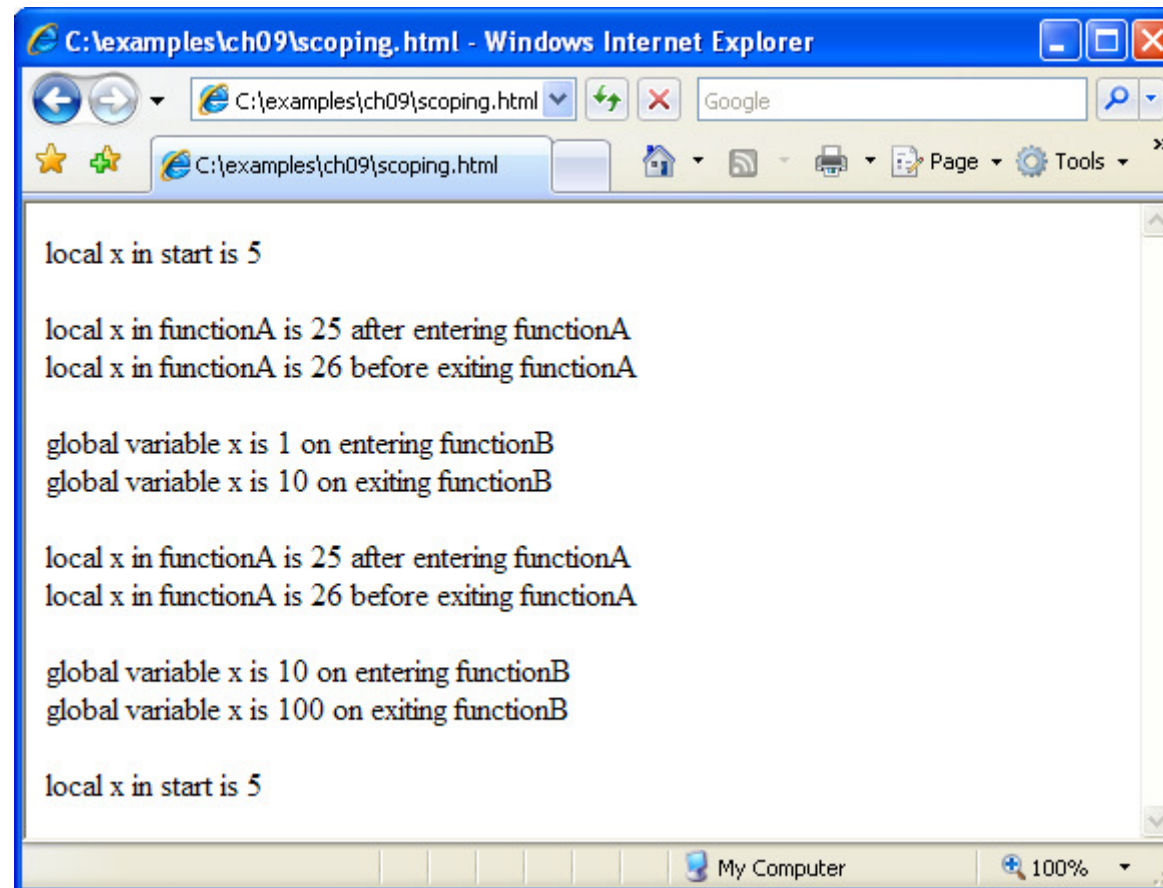 C:\examples\ch09\scoping.html - Windows Internet Explorer
C:\examples\ch09\scoping.html
Google
C:\examples\ch09\scoping.html
Page
Tools
»
local x in start is 5
local x in functionA is 25 after entering functionA
local x in functionA is 26 before exiting functionA
global variable x is 1 on entering functionB
global variable x is 10 on exiting functionB
local x in functionA is 25 after entering functionA
local x in functionA is 26 before exiting functionA
global variable x is 10 on entering functionB
global variable x is 100 on exiting functionB
local x in start is 5
My Computer
100%